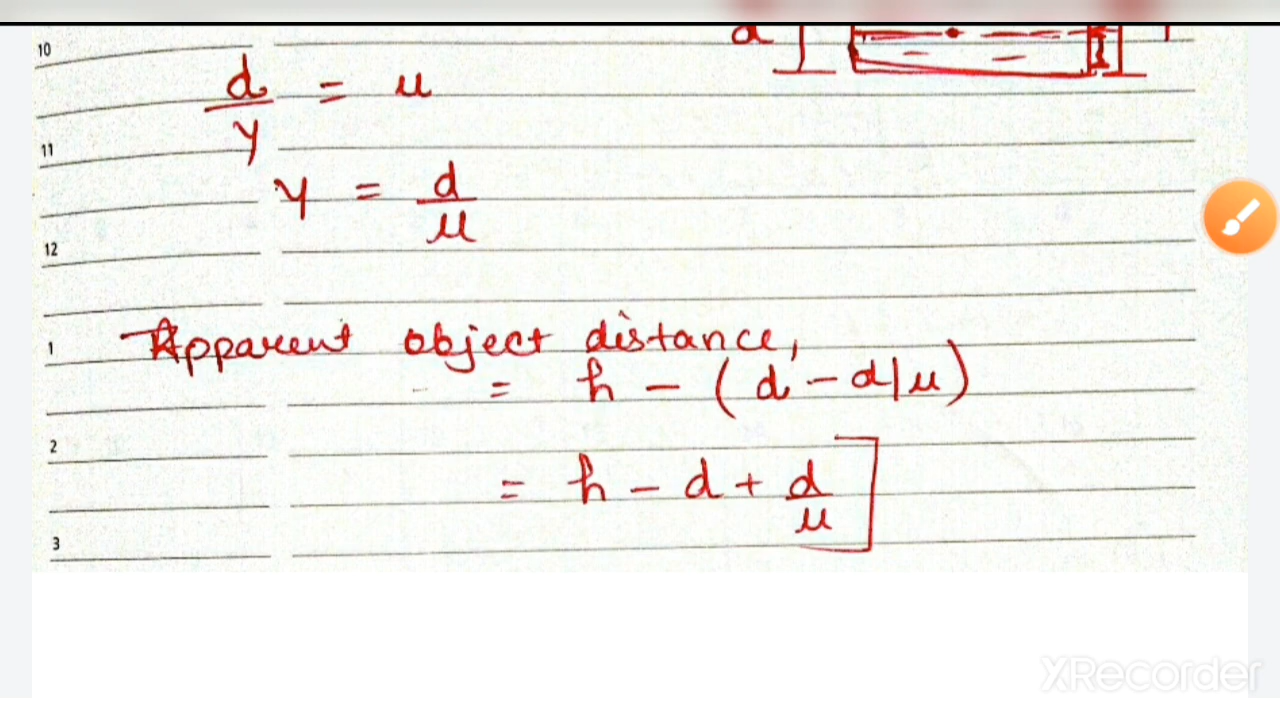 10
d
d/y = μ
11
y = d/μ
12
1
Apparent object distance,
= h - (d - d/μ)
2
= h - d + d/μ
3
XRecorder